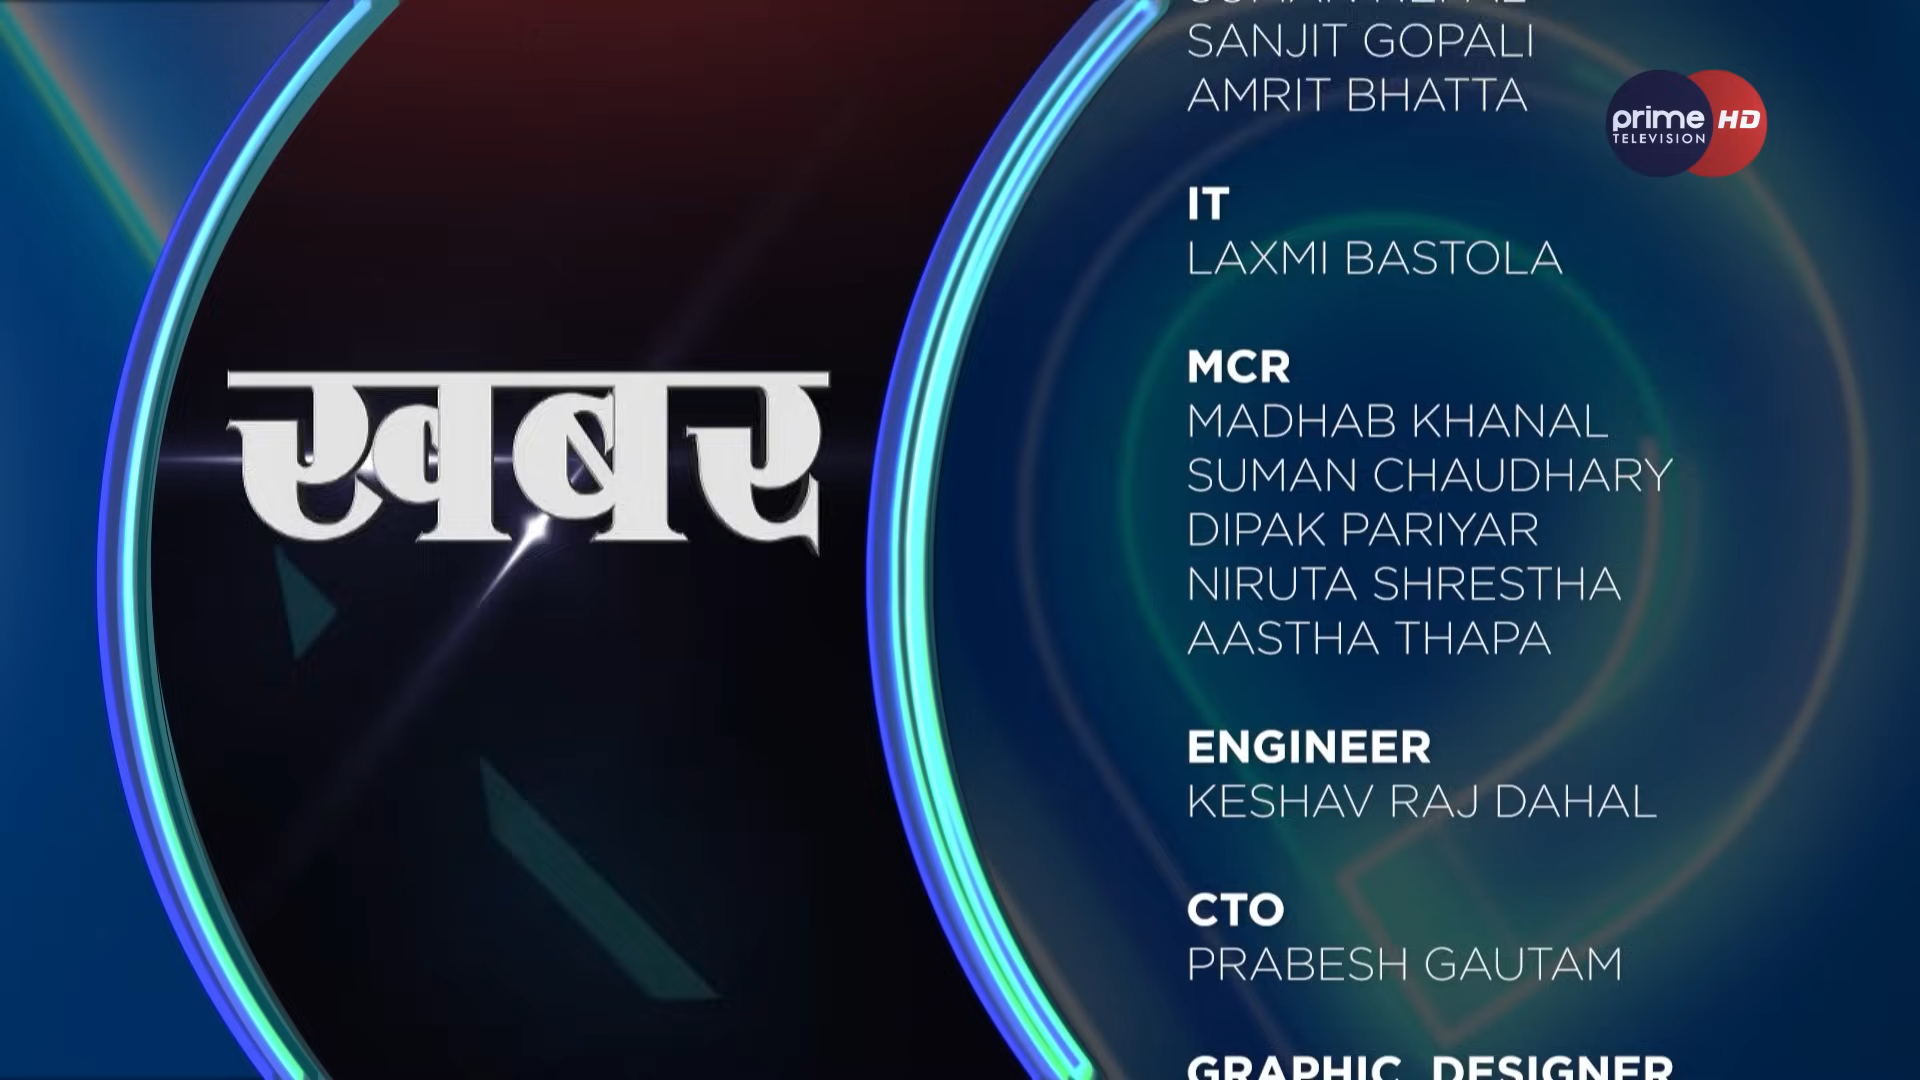 खबर
SANJIT GOPALI
AMRIT BHATTA
prime HD
TELEVISION
IT
LAXMI BASTOLA
MCR
MADHAB KHANAL
SUMAN CHAUDHARY
DIPAK PARIYAR
NIRUTA SHRESTHA
AASTHA THAPA
ENGINEER
KESHAV RAJ DAHAL
CTO
PRABESH GAUTAM
GRAPHIC DESIGNER